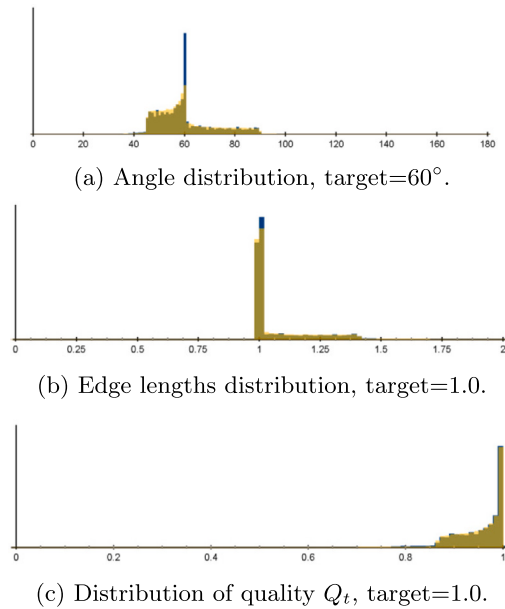 0 20 40 60 80 100 120 140 160 180
(a) Angle distribution, target=60°.
0 0.25 0.5 0.75 1 1.25 1.5 1.75 2
(b) Edge lengths distribution, target=1.0.
0 0.2 0.4 0.6 0.8 1
(c) Distribution of quality Qₜ, target=1.0.